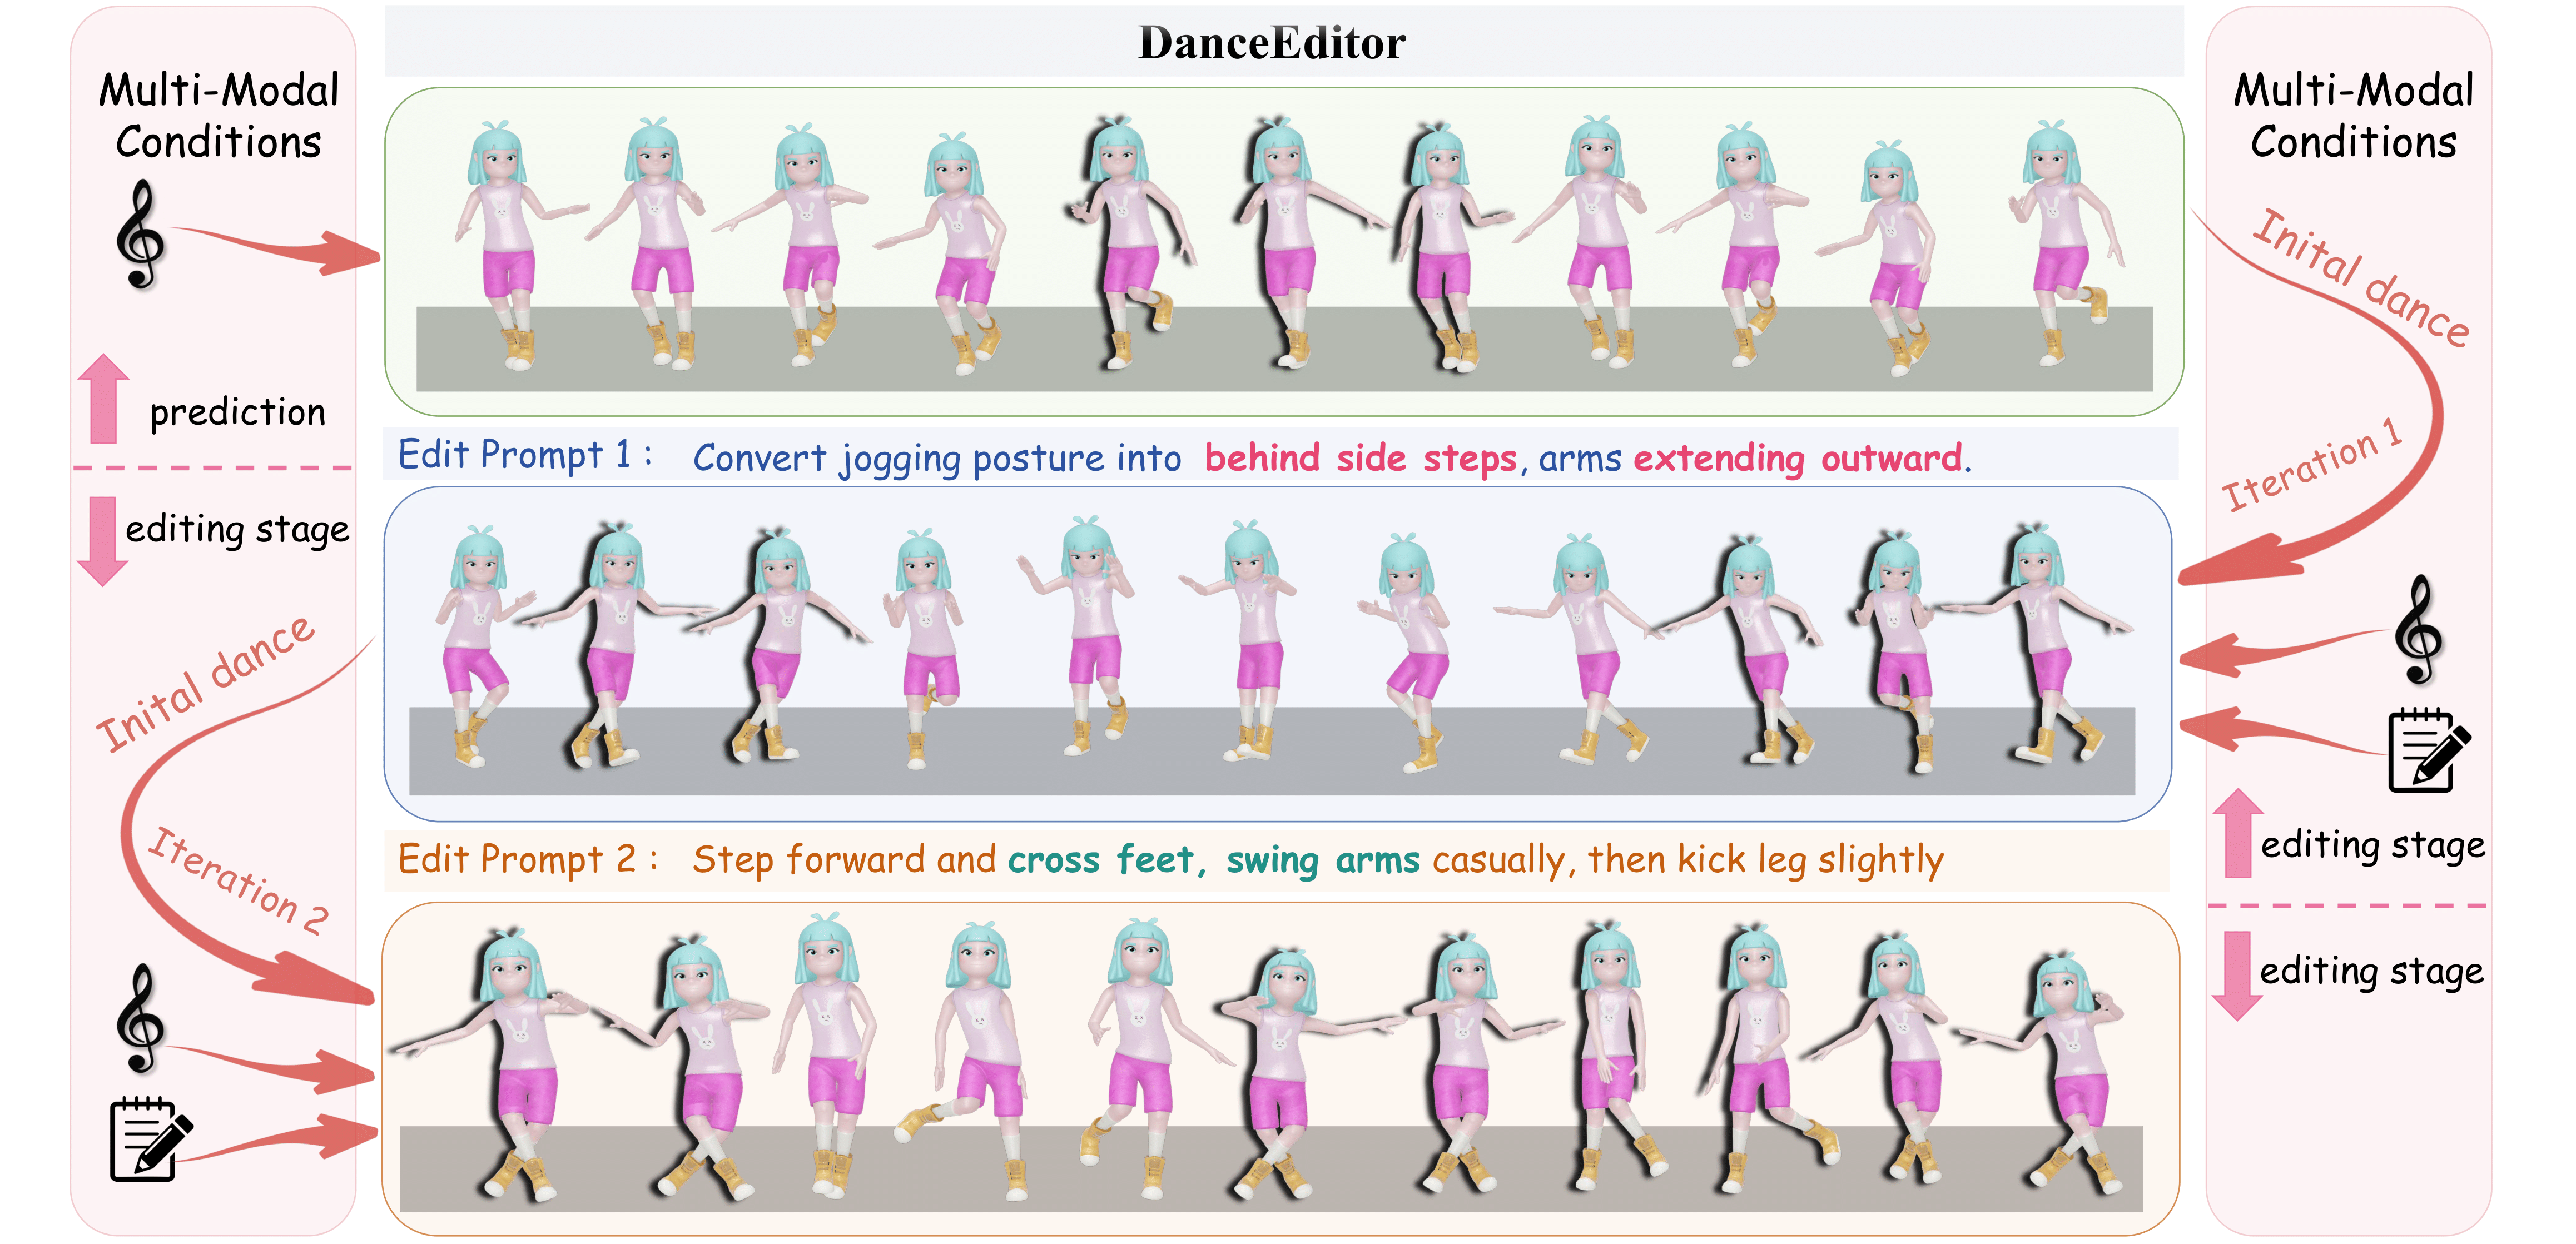 DanceEditor
Multi-Modal
Conditions
prediction
editing stage
Inital dance
Iteration 2
Edit Prompt 1 : Convert jogging posture into behind side steps, arms extending outward.
Edit Prompt 2 : Step forward and cross feet, swing arms casually, then kick leg slightly
Multi-Modal
Conditions
Inital dance
Iteration 1
editing stage
editing stage